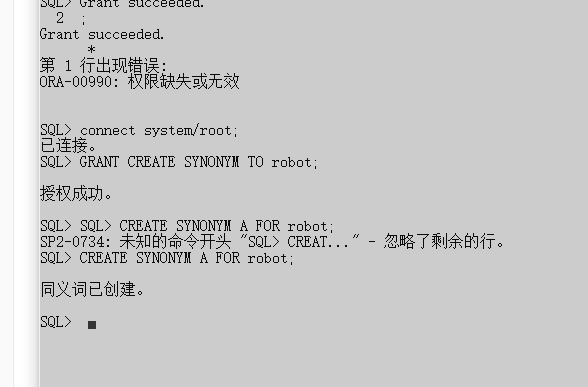 SQL> Grant succeeded.
  2  ;
Grant succeeded.
      *
第 1 行出现错误:
ORA-00990: 权限缺失或无效
SQL> connect system/root;
已连接。
SQL> GRANT CREATE SYNONYM TO robot;
授权成功。
SQL> SQL> CREATE SYNONYM A FOR robot;
SP2-0734: 未知的命令开头 "SQL> CREAT..." - 忽略了剩余的行。
SQL> CREATE SYNONYM A FOR robot;
同义词已创建。
SQL>